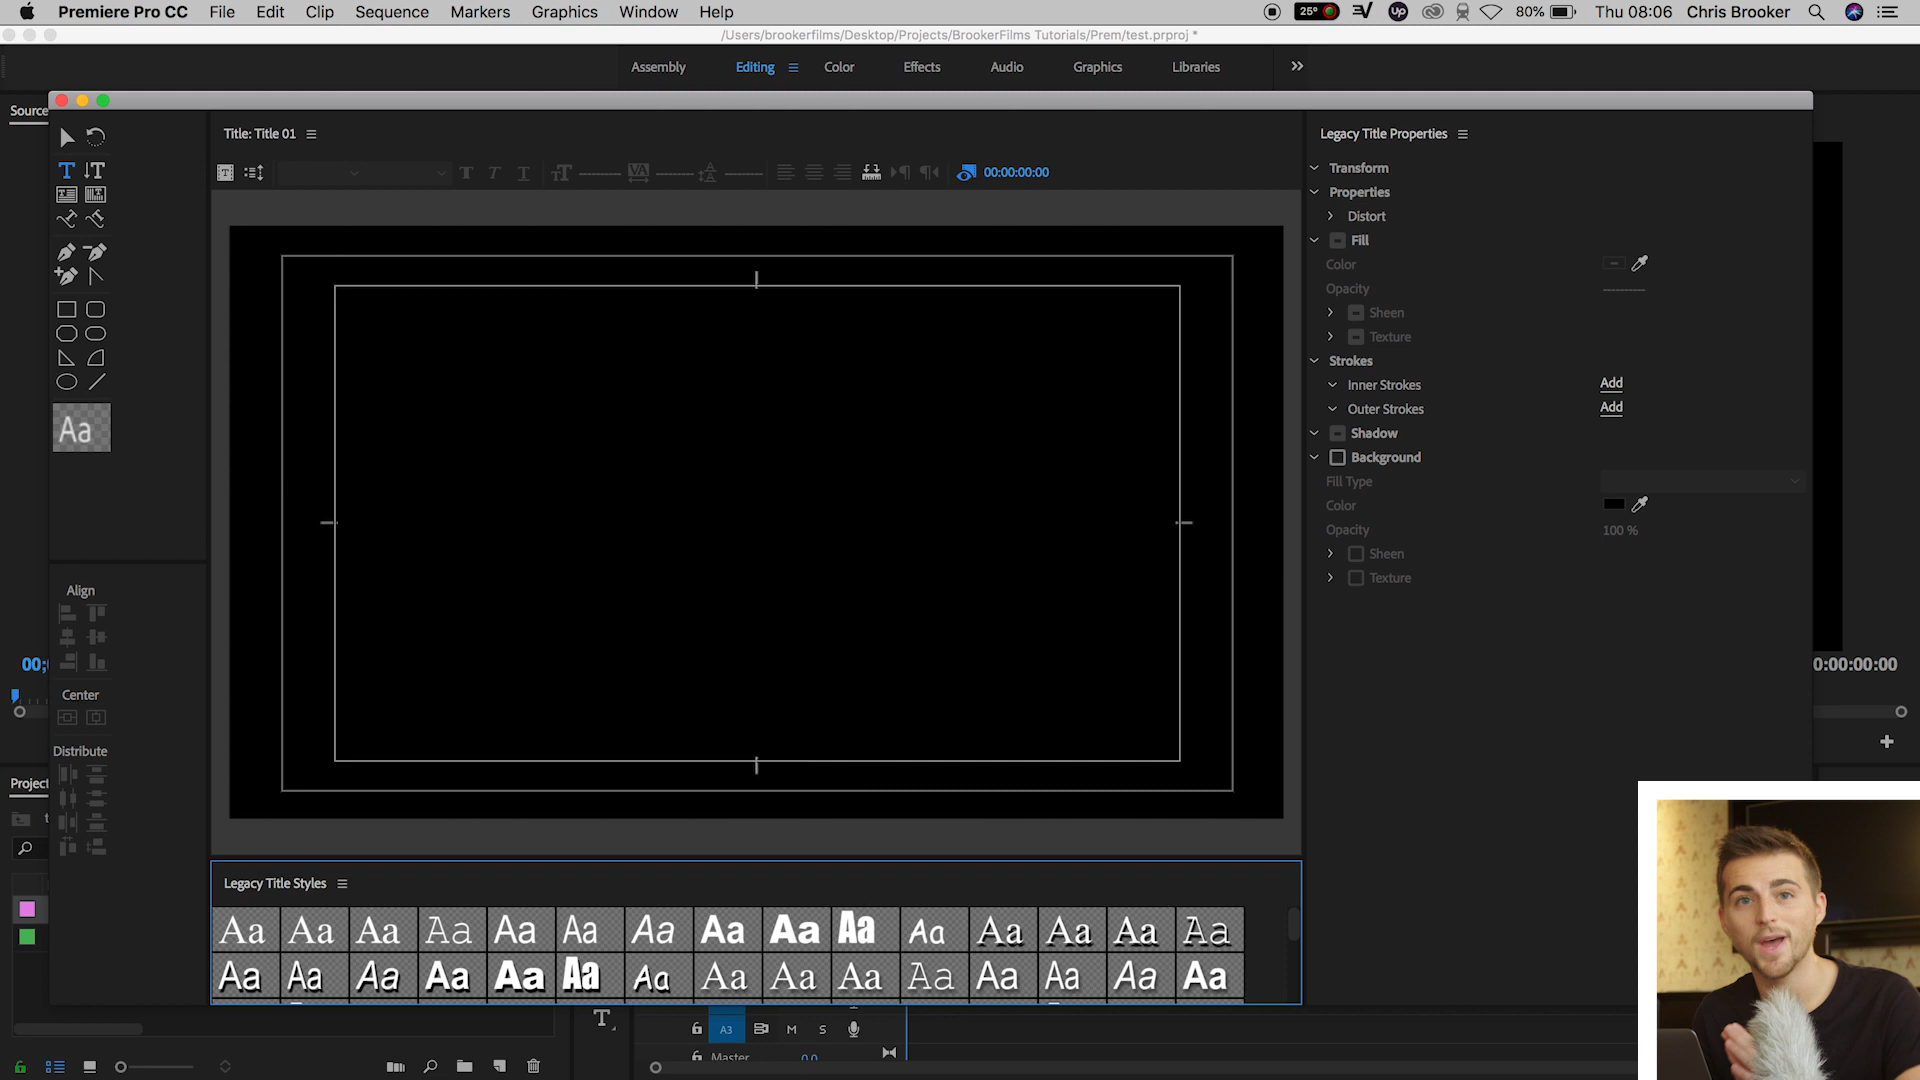 Premiere Pro CC File Edit Clip Sequence Markers Graphics Window Help 25° Up 80% Thu 08:06 Chris Brooker
/Users/brookerfilms/Desktop/Projects/BrookerFilms Tutorials/Prem/test.prproj *
Assembly Editing Color Effects Audio Graphics Libraries
Source
Title: Title 01
00:00:00:00
Legacy Title Properties
Transform
Properties
Distort
Fill
Color
Opacity
Sheen
Texture
Strokes
Inner Strokes Add
Outer Strokes Add
Shadow
Background
Fill Type
Color
Opacity 100 %
Sheen
Texture
Aa
Align
Center
Distribute
00;
0:00:00:00
Project
t
Legacy Title Styles
Aa Aa Aa Aa Aa Aa Aa Aa Aa Aa Aa Aa Aa Aa Aa
Aa Aa Aa Aa Aa Aa Aa Aa Aa Aa Aa Aa Aa Aa Aa
A3 M S
Master 0.0